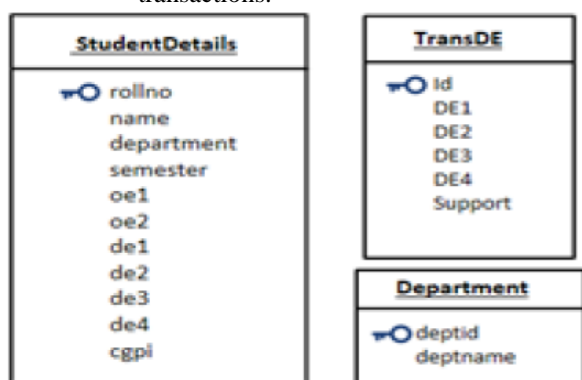 transactions.
StudentDetails
rollno
name
department
semester
oe1
oe2
de1
de2
de3
de4
cgpi
TransDE
Id
DE1
DE2
DE3
DE4
Support
Department
deptid
deptname